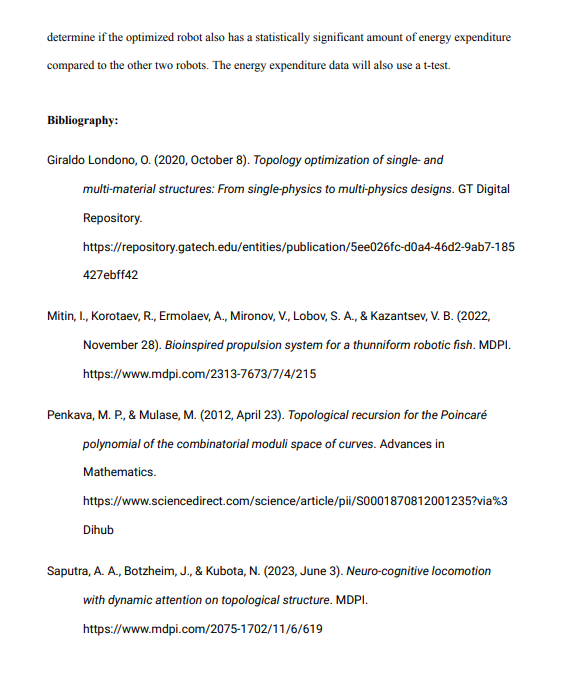 determine if the optimized robot also has a statistically significant amount of energy expenditure
compared to the other two robots. The energy expenditure data will also use a t-test.
Bibliography:
Giraldo Londono, O. (2020, October 8). Topology optimization of single- and
multi-material structures: From single-physics to multi-physics designs. GT Digital
Repository.
https://repository.gatech.edu/entities/publication/5ee026fc-d0a4-46d2-9ab7-185
427ebff42
Mitin, I., Korotaev, R., Ermolaev, A., Mironov, V., Lobov, S. A., & Kazantsev, V. B. (2022,
November 28). Bioinspired propulsion system for a thunniform robotic fish. MDPI.
https://www.mdpi.com/2313-7673/7/4/215
Penkava, M. P., & Mulase, M. (2012, April 23). Topological recursion for the Poincaré
polynomial of the combinatorial moduli space of curves. Advances in
Mathematics.
https://www.sciencedirect.com/science/article/pii/S0001870812001235?via%3
Dihub
Saputra, A. A., Botzheim, J., & Kubota, N. (2023, June 3). Neuro-cognitive locomotion
with dynamic attention on topological structure. MDPI.
https://www.mdpi.com/2075-1702/11/6/619